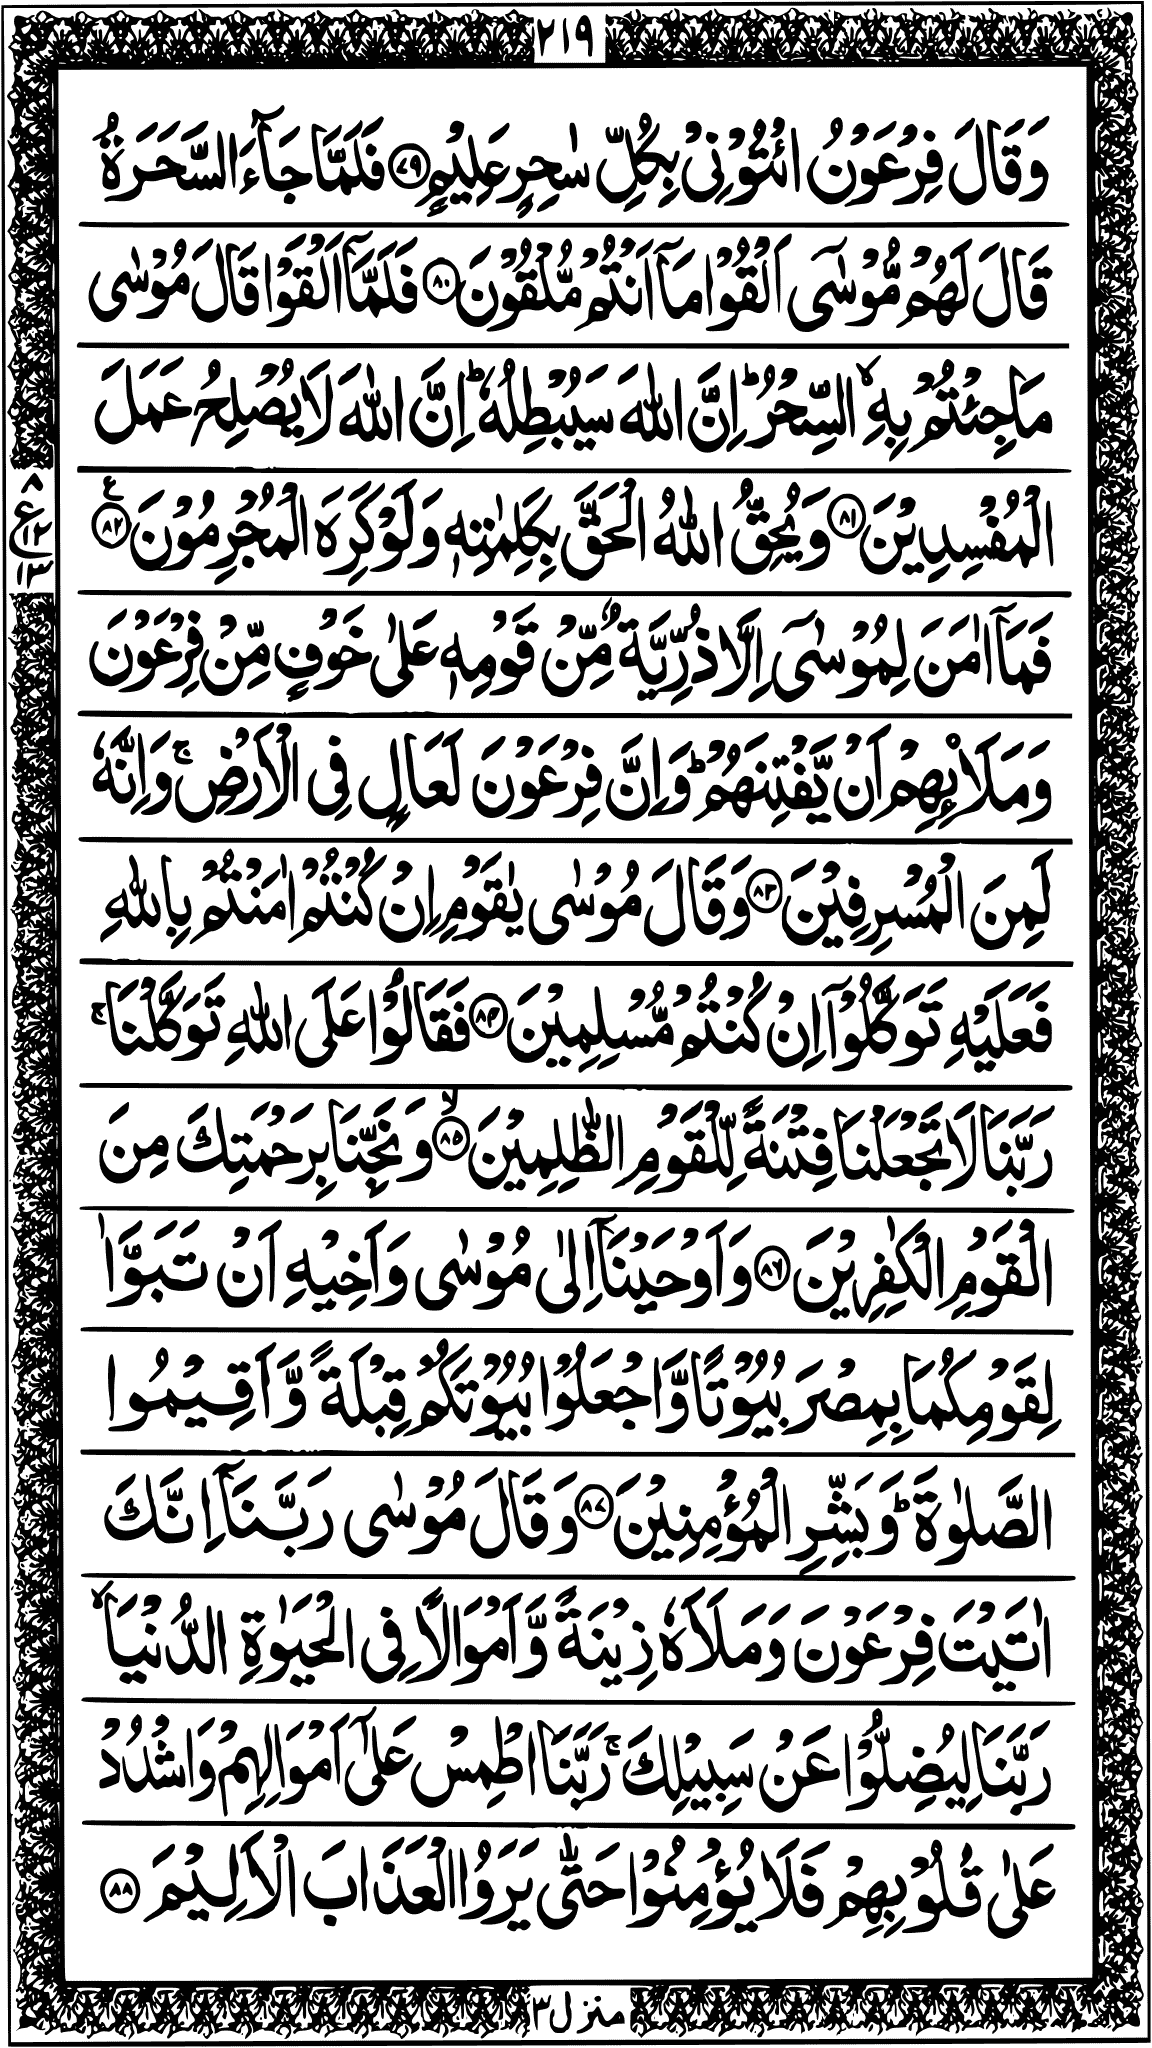 ٢١٩
وَقَالَ فِرْعَوْنُ ائْتُوْنِیْ بِكُلِّ سٰحِرٍ عَلِیْمٍ ﴿٧٩﴾ فَلَمَّا جَآءَ السَّحَرَةُ
قَالَ لَهُمْ مُّوْسٰۤی اَلْقُوْا مَاۤ اَنْتُمْ مُّلْقُوْنَ ﴿٨٠﴾ فَلَمَّاۤ اَلْقَوْا قَالَ مُوْسٰی
مَا جِئْتُمْ بِهِ ۙ السِّحْرُ ؕ اِنَّ اللّٰهَ سَیُبْطِلُهٗ ؕ اِنَّ اللّٰهَ لَا یُصْلِحُ عَمَلَ
الْمُفْسِدِیْنَ ﴿٨١﴾ وَیُحِقُّ اللّٰهُ الْحَقَّ بِكَلِمٰتِهٖ وَلَوْ كَرِهَ الْمُجْرِمُوْنَ ﴿٨٢﴾ ع
٨
ع ١٢
١٣
فَمَاۤ اٰمَنَ لِمُوْسٰۤی اِلَّا ذُرِّیَّةٌ مِّنْ قَوْمِهٖ عَلٰی خَوْفٍ مِّنْ فِرْعَوْنَ
وَمَلَا۠ئِهِمْ اَنْ یَّفْتِنَهُمْ ؕ وَاِنَّ فِرْعَوْنَ لَعَالٍ فِی الْاَرْضِ ۚ وَاِنَّهٗ
لَمِنَ الْمُسْرِفِیْنَ ﴿٨٣﴾ وَقَالَ مُوْسٰی یٰقَوْمِ اِنْ كُنْتُمْ اٰمَنْتُمْ بِاللّٰهِ
فَعَلَیْهِ تَوَكَّلُوْۤا اِنْ كُنْتُمْ مُّسْلِمِیْنَ ﴿٨٤﴾ فَقَالُوْا عَلَی اللّٰهِ تَوَكَّلْنَا ۚ
رَبَّنَا لَا تَجْعَلْنَا فِتْنَةً لِّلْقَوْمِ الظّٰلِمِیْنَ ﴿٨٥﴾ ۙ وَنَجِّنَا بِرَحْمَتِكَ مِنَ
الْقَوْمِ الْكٰفِرِیْنَ ﴿٨٦﴾ وَاَوْحَیْنَاۤ اِلٰی مُوْسٰی وَاَخِیْهِ اَنْ تَبَوَّاٰ
لِقَوْمِكُمَا بِمِصْرَ بُیُوْتًا وَّاجْعَلُوْا بُیُوْتَكُمْ قِبْلَةً وَّاَقِیْمُوا
الصَّلٰوةَ ؕ وَبَشِّرِ الْمُؤْمِنِیْنَ ﴿٨٧﴾ وَقَالَ مُوْسٰی رَبَّنَاۤ اِنَّكَ
اٰتَیْتَ فِرْعَوْنَ وَمَلَاَهٗ زِیْنَةً وَّاَمْوَالًا فِی الْحَیٰوةِ الدُّنْیَا ۙ
رَبَّنَا لِیُضِلُّوْا عَنْ سَبِیْلِكَ ۚ رَبَّنَا اطْمِسْ عَلٰۤی اَمْوَالِهِمْ وَاشْدُدْ
عَلٰی قُلُوْبِهِمْ فَلَا یُؤْمِنُوْا حَتّٰی یَرَوُا الْعَذَابَ الْاَلِیْمَ ﴿٨٨﴾
منزل ٣